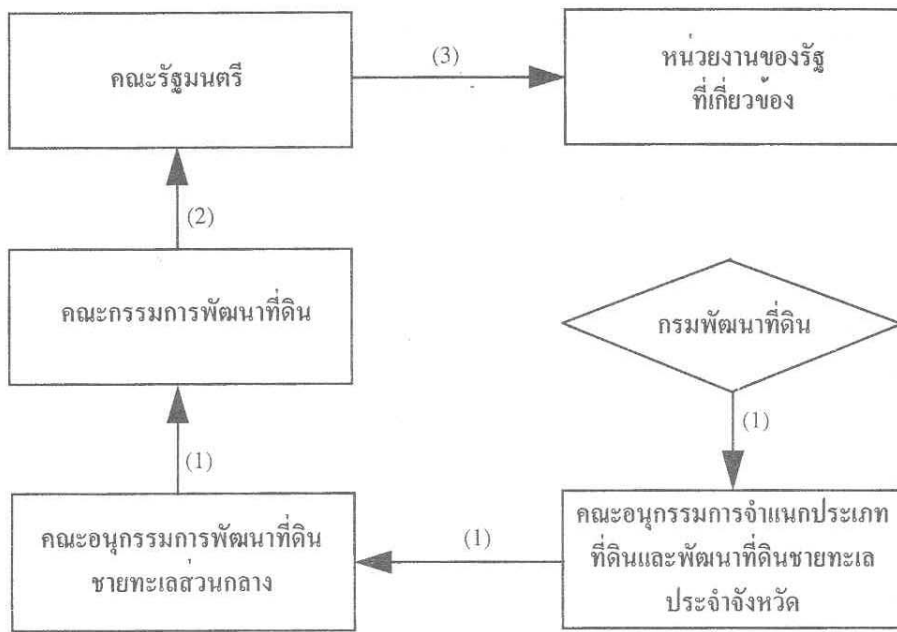 คณะรัฐมนตรี
(3)
หน่วยงานของรัฐ
ที่เกี่ยวข้อง
(2)
คณะกรรมการพัฒนาที่ดิน
กรมพัฒนาที่ดิน
(1)
(1)
คณะอนุกรรมการพัฒนาที่ดิน
ชายทะเลส่วนกลาง
(1)
คณะอนุกรรมการจำแนกประเภท
ที่ดินและพัฒนาที่ดินชายทะเล
ประจำจังหวัด